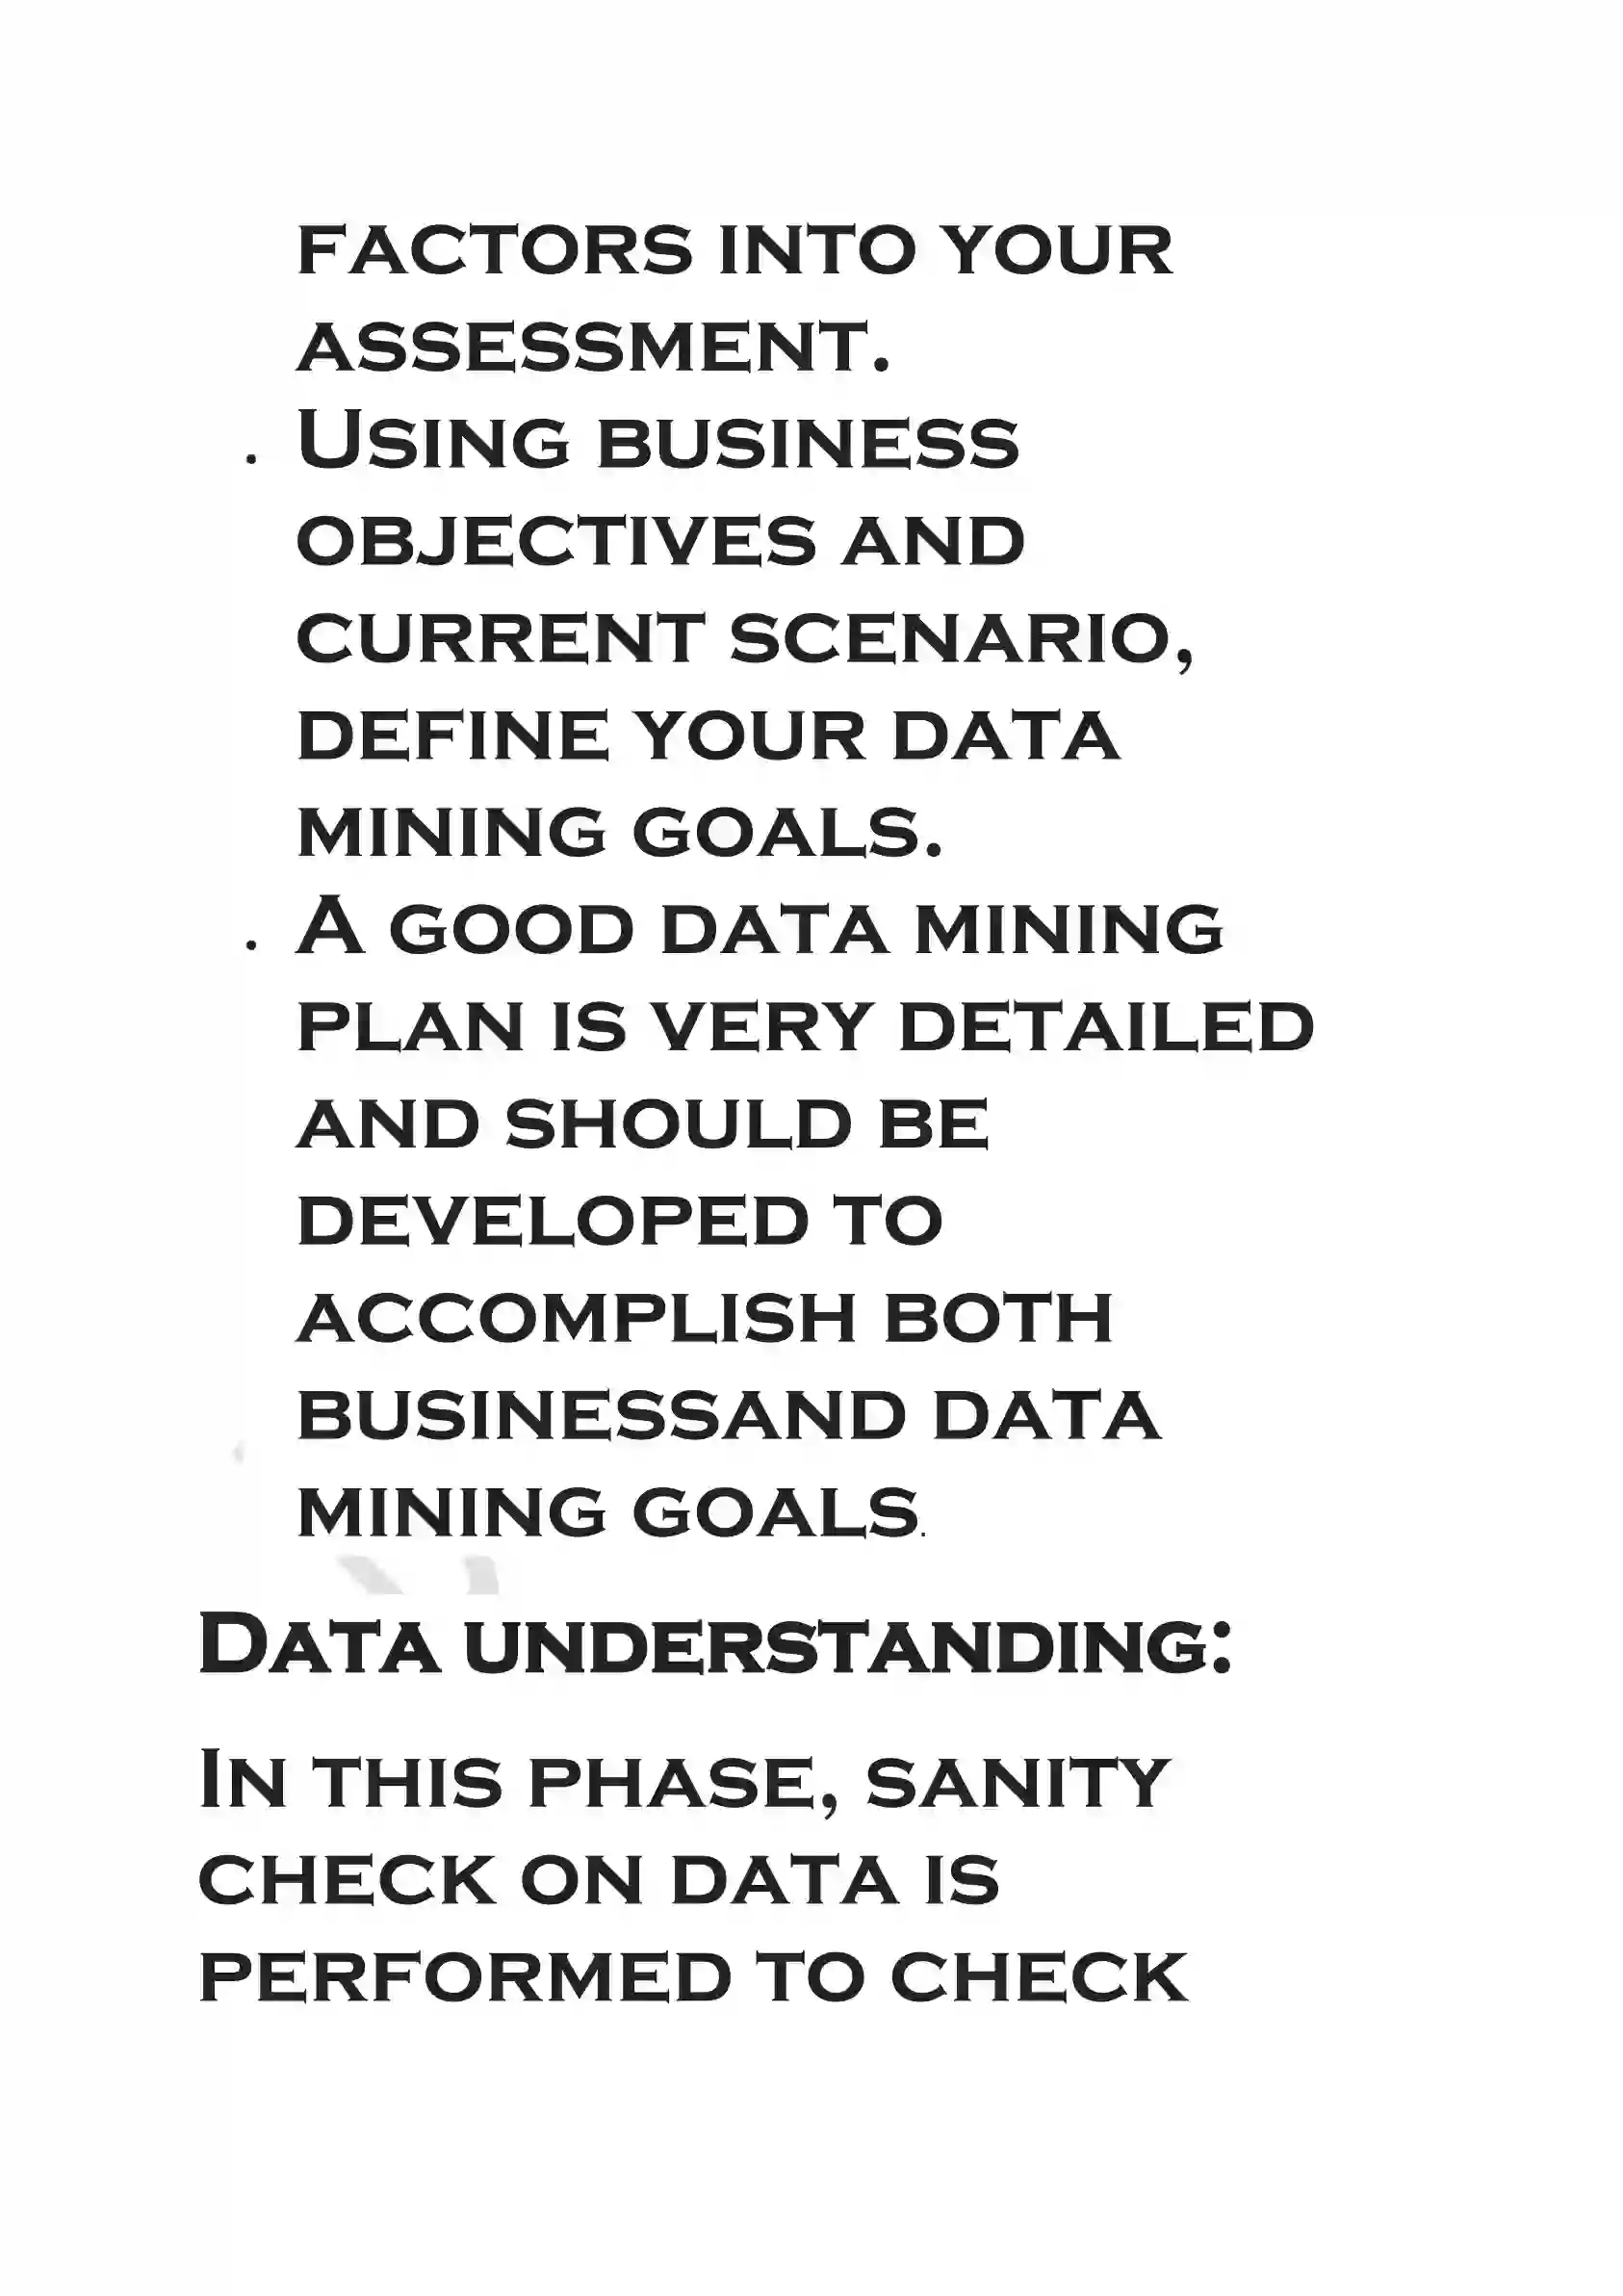 factors into your
assessment.
. Using business
objectives and
current scenario,
define your data
mining goals.
. A good data mining
plan is very detailed
and should be
developed to
accomplish both
businessand data
mining goals.
Data understanding:
In this phase, sanity
check on data is
performed to check